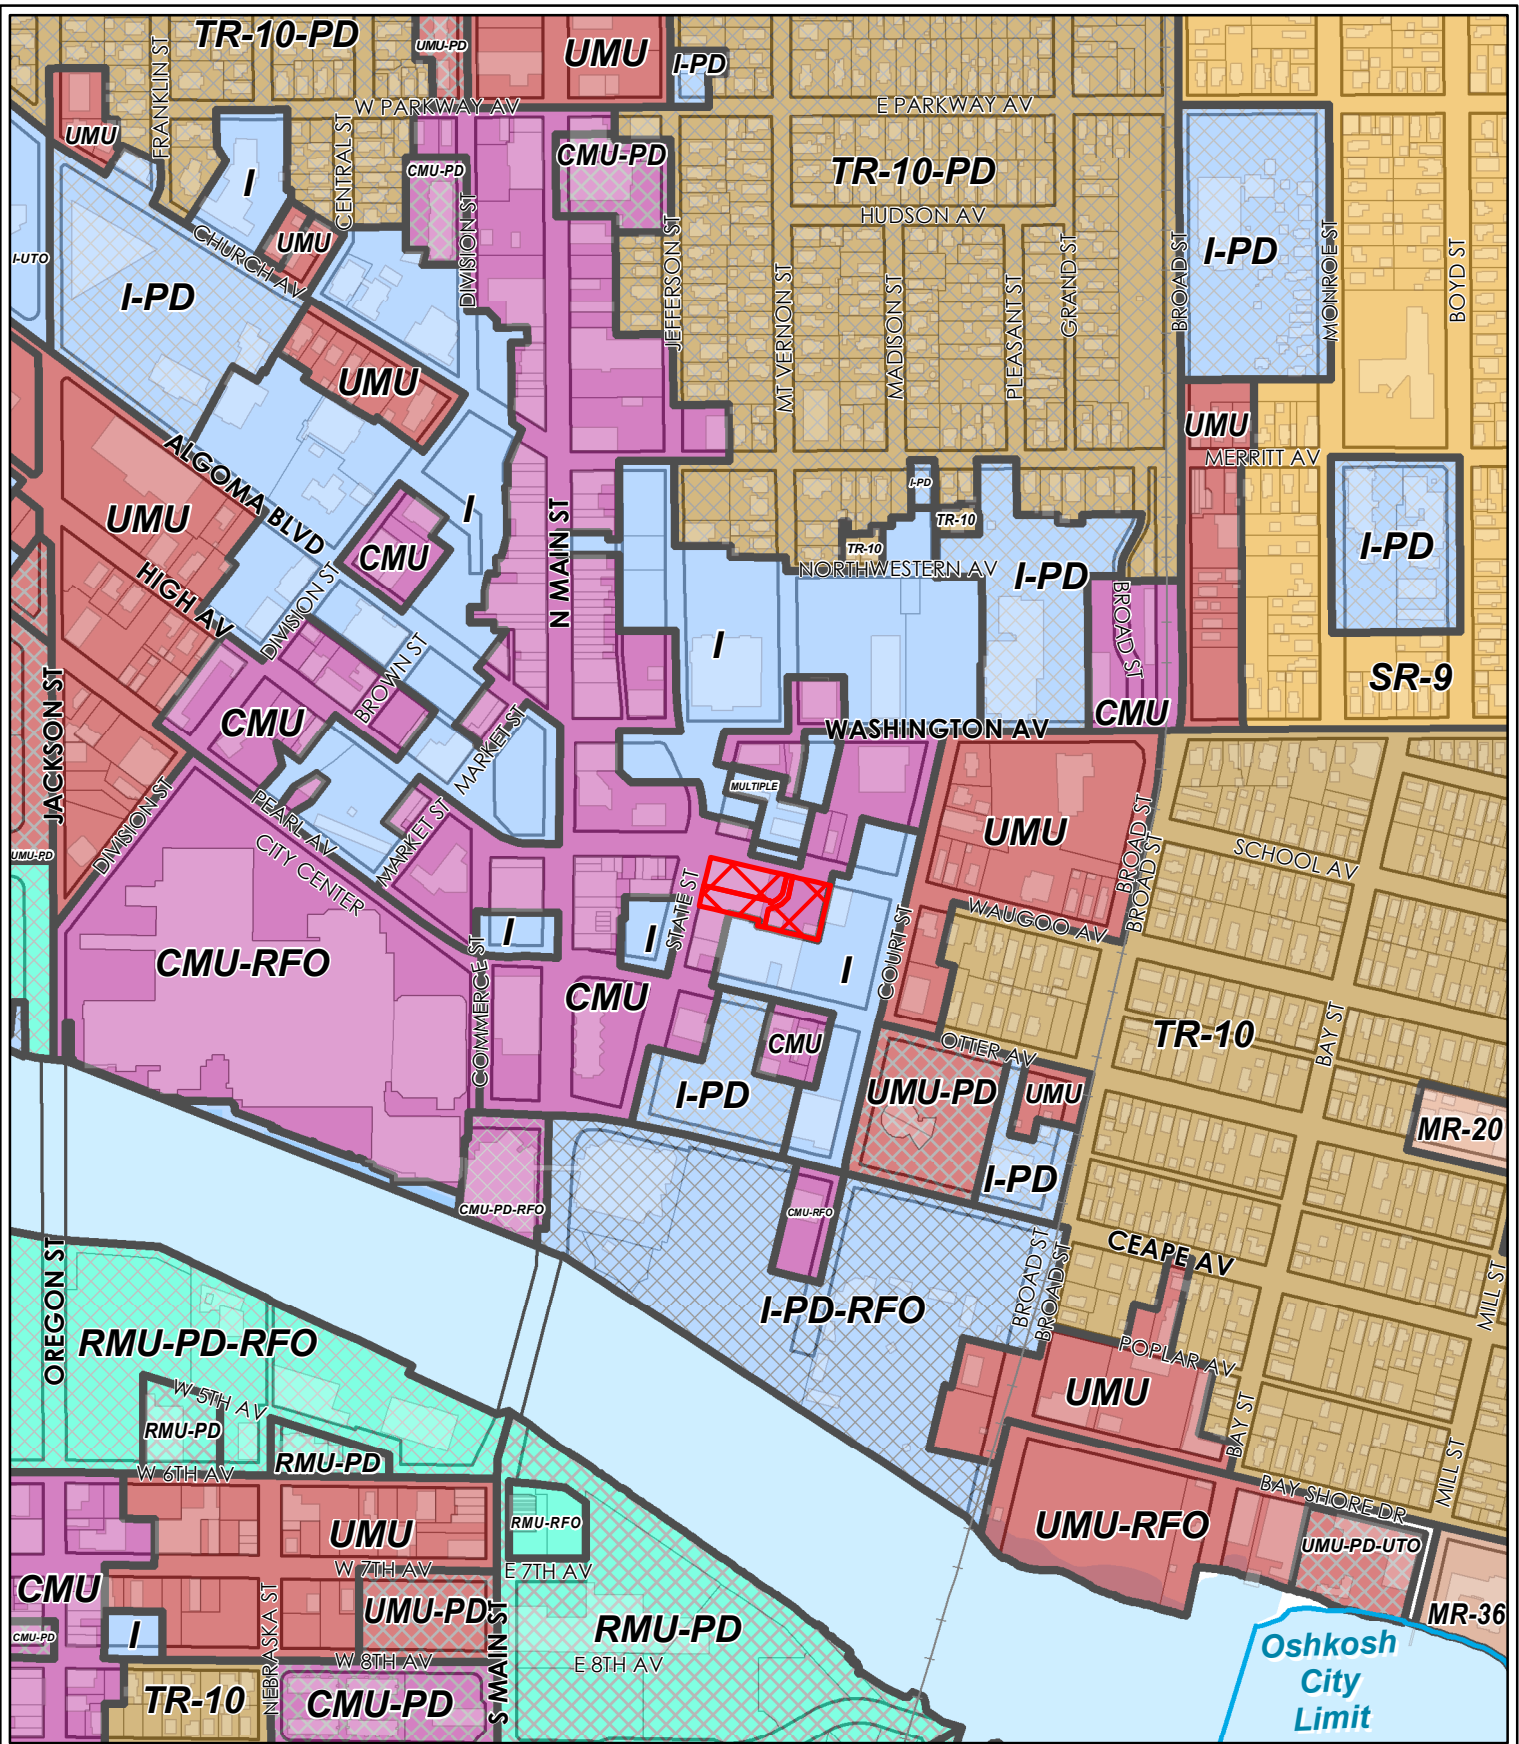 TR-10-PD
UMU-PD
UMU
I-PD
FRANKLIN ST
W PARKWAY AV
E PARKWAY AV
UMU
CENTRAL ST
I
CMU-PD
CMU-PD
DIVISION ST
TR-10-PD
HUDSON AV
JEFFERSON ST
MT VERNON ST
MADISON ST
PLEASANT ST
GRAND ST
BROAD ST
I-PD
MONROE ST
BOYD ST
I-UTO
CHURCH AV
UMU
I-PD
UMU
ALGOMA BLVD
UMU
I
CMU
N MAIN ST
UMU
MERRITT AV
I-PD
TR-10
TR-10
NORTHWESTERN AV
I-PD
I-PD
HIGH AV
DIVISION ST
BROWN ST
I
BROAD ST
SR-9
JACKSON ST
CMU
MARKET ST
WASHINGTON AV
CMU
MULTIPLE
DIVISION ST
PEARL AV
CITY CENTER
MARKET ST
UMU-PD
UMU
BROAD ST
BROAD ST
SCHOOL AV
STATE ST
WAUGOO AV
COURT ST
I
I
I
CMU-RFO
COMMERCE ST
CMU
CMU
OTTER AV
TR-10
BAY ST
I-PD
UMU-PD
UMU
MR-20
I-PD
CMU-PD-RFO
CMU-RFO
CEAPE AV
BROAD ST
BROAD ST
MILL ST
OREGON ST
I-PD-RFO
RMU-PD-RFO
POPLAR AV
W 5TH AV
UMU
RMU-PD
RMU-PD
W 6TH AV
BAY ST
MILL ST
BAY SHORE DR
UMU
RMU-RFO
UMU-RFO
UMU-PD-UTO
W 7TH AV
E 7TH AV
CMU
UMU-PD
S MAIN ST
NEBRASKA ST
CMU-PD
I
RMU-PD
MR-36
W 8TH AV
E 8TH AV
TR-10
CMU-PD
Oshkosh
City
Limit